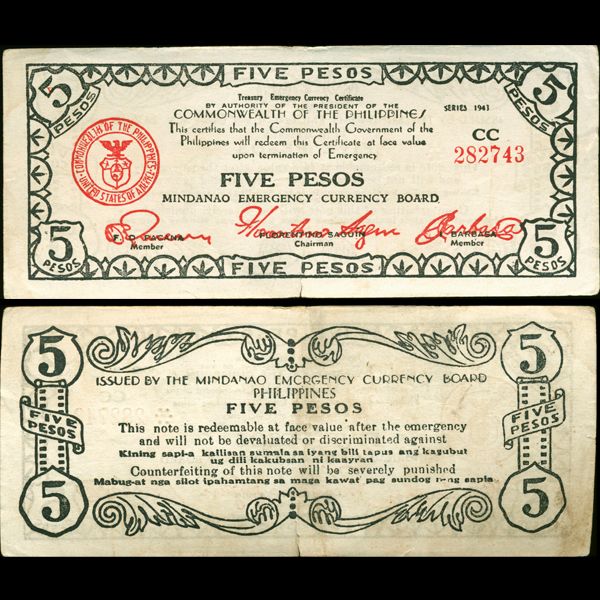 FIVE PESOS
5 PESOS
5 PESOS
Treasury Emergency Currency Certificate
BY AUTHORITY OF THE PRESIDENT OF THE
COMMONWEALTH OF THE PHILIPPINES
SERIES 1943
This certifies that the Commonwealth Government of the
Philippines will redeem this Certificate at face value
upon termination of Emergency
CC
282743
COMMONWEALTH OF THE PHILIPPINES
UNITED STATES OF AMERICA
FIVE PESOS
MINDANAO EMERGENCY CURRENCY BOARD
F. D. PACANA
Member
FLORENTINO SAGUIN
Chairman
BARBASA
Member
5 PESOS
5 PESOS
FIVE PESOS
5
5
ISSUED BY THE MINDANAO EMERGENCY CURRENCY BOARD
PHILIPPINES
FIVE PESOS
FIVE PESOS
FIVE PESOS
This note is redeemable at face value after the emergency
and will not be devaluated or discriminated against
Kining sapi-a kailisan sumala sa iyang bili tapus ang kagubut
ug dili kakubsan ni kaayran
Counterfeiting of this note will be severely punished
Mabug-at nga silot ipahamtang sa maga kawat pag sundog nang sapia
5
5